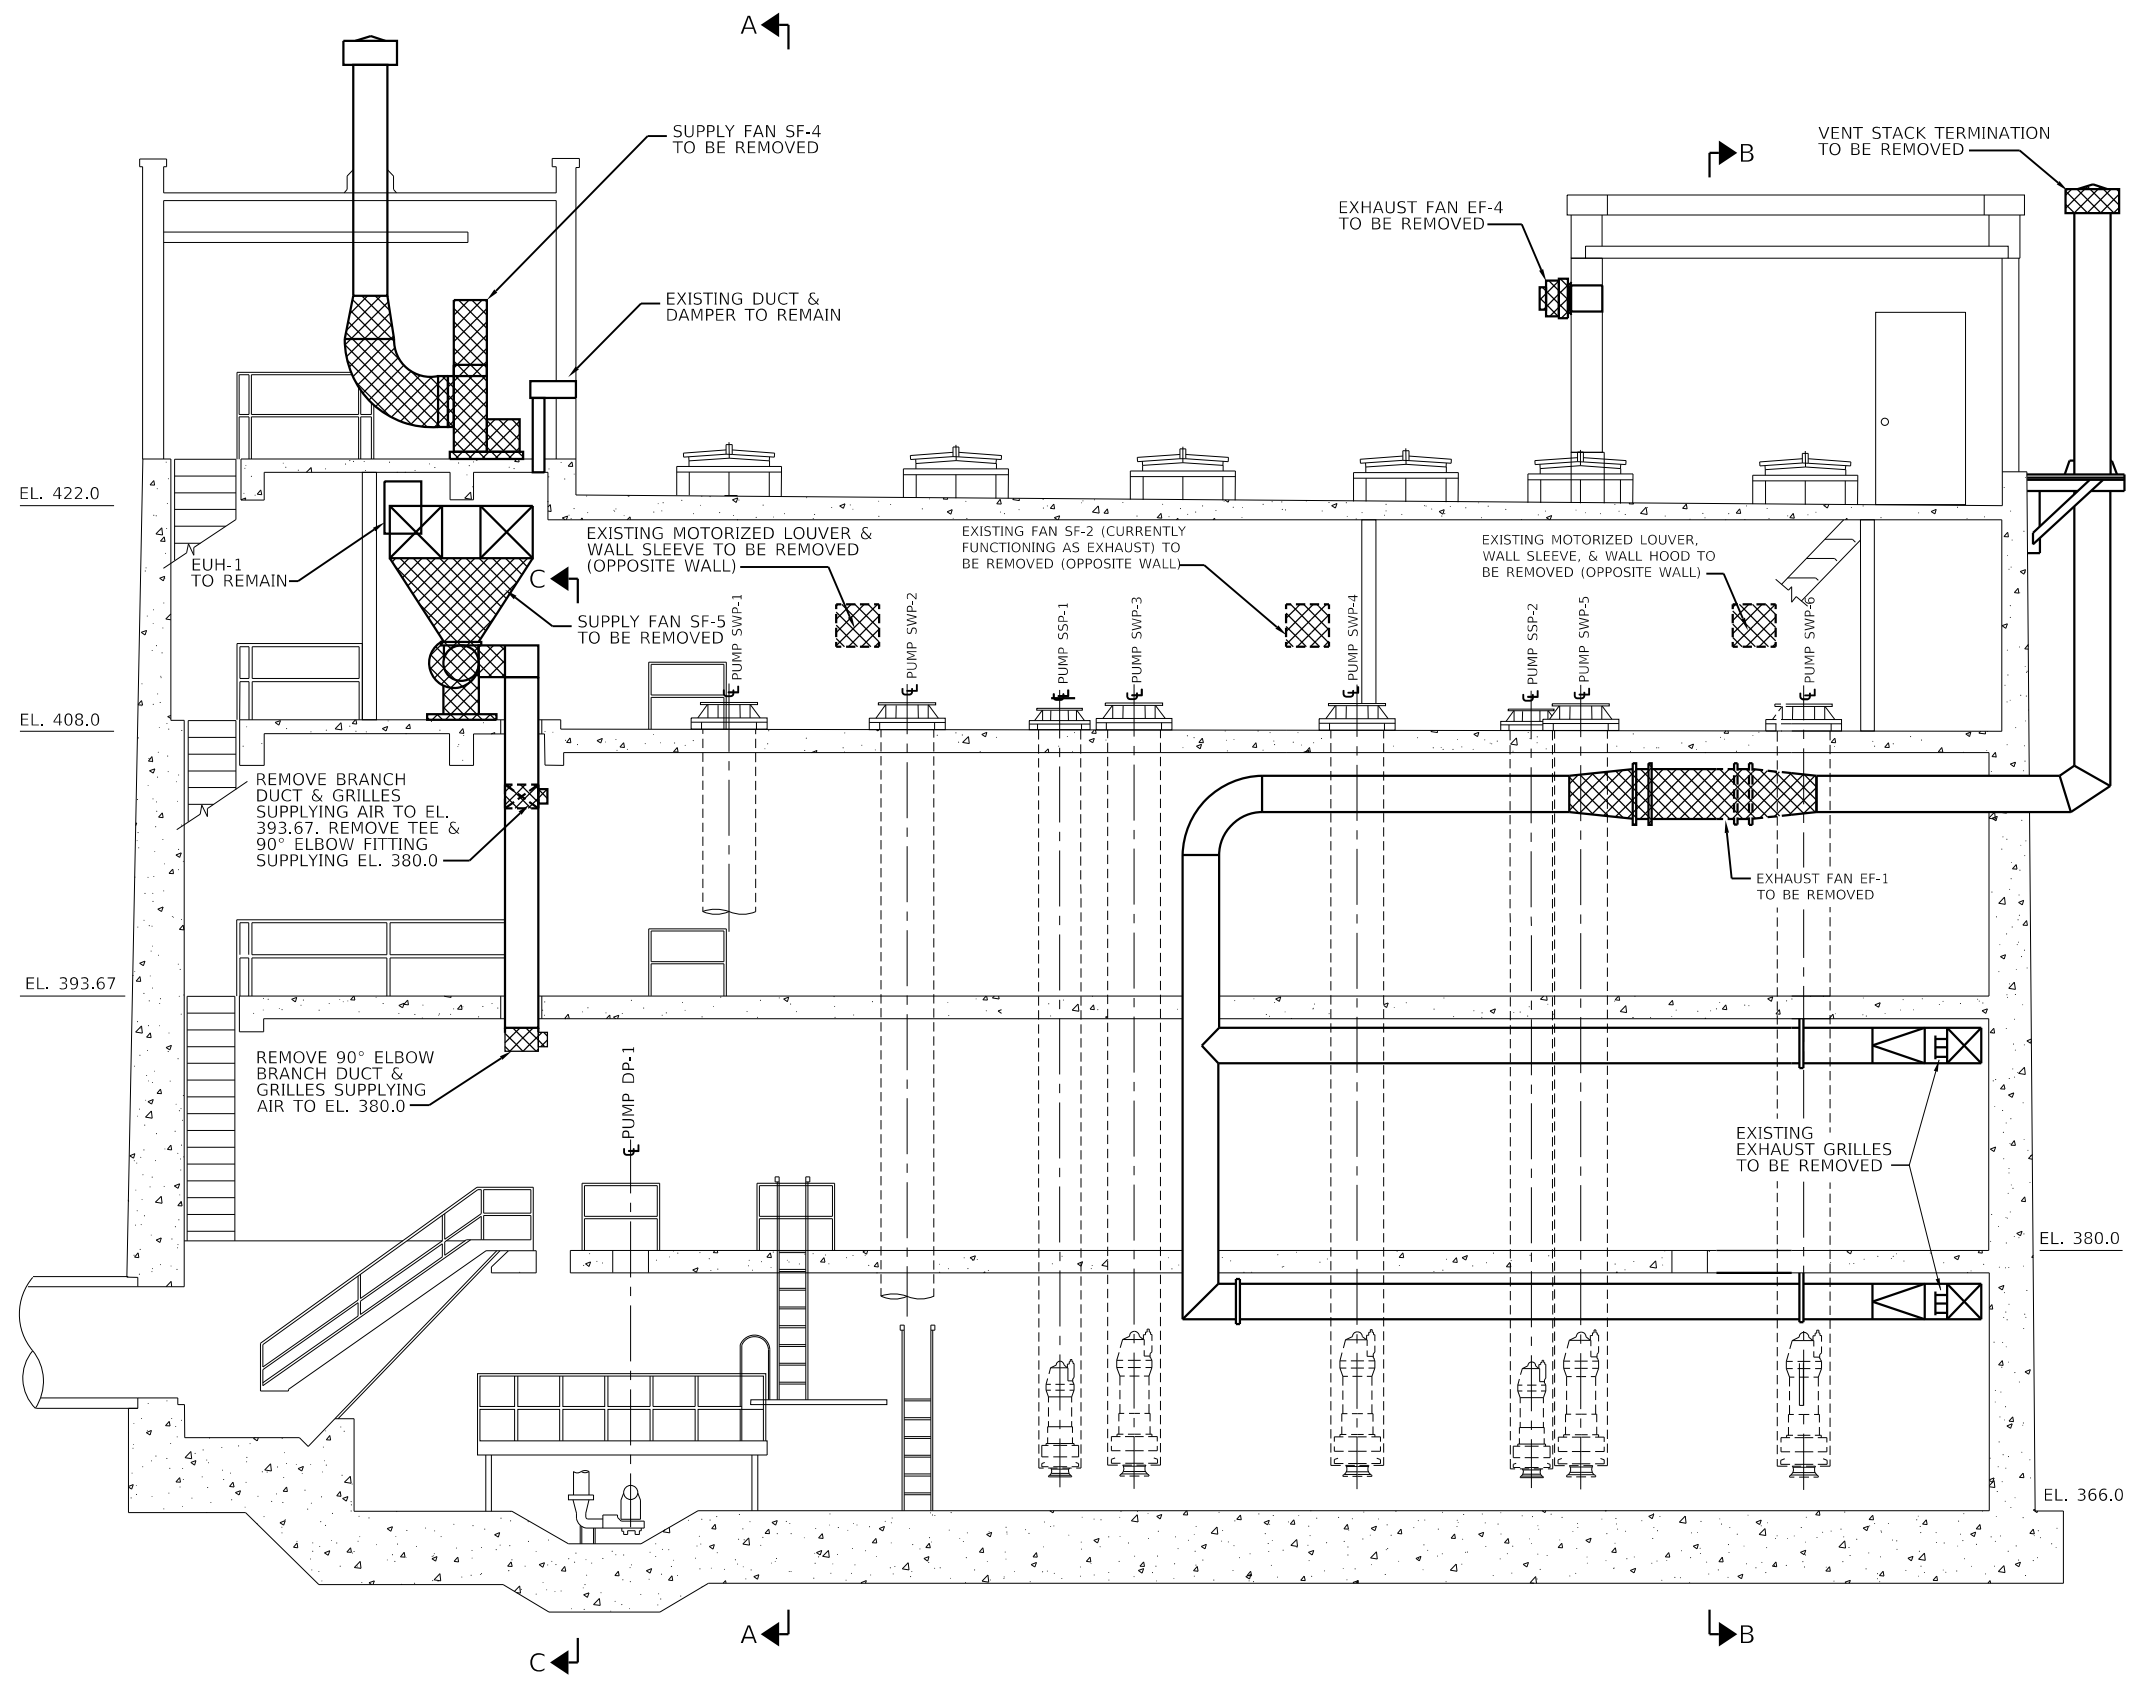 A
SUPPLY FAN SF-4
TO BE REMOVED
VENT STACK TERMINATION
TO BE REMOVED
B
EXHAUST FAN EF-4
TO BE REMOVED
EXISTING DUCT &
DAMPER TO REMAIN
EL. 422.0
EUH-1
TO REMAIN
EXISTING MOTORIZED LOUVER &
WALL SLEEVE TO BE REMOVED
(OPPOSITE WALL)
EXISTING FAN SF-2 (CURRENTLY
FUNCTIONING AS EXHAUST) TO
BE REMOVED (OPPOSITE WALL)
EXISTING MOTORIZED LOUVER,
WALL SLEEVE, & WALL HOOD TO
BE REMOVED (OPPOSITE WALL)
C
SUPPLY FAN SF-5
TO BE REMOVED
PUMP SWP-1
PUMP SWP-2
PUMP SSP-1
PUMP SWP-3
PUMP SWP-4
PUMP SSP-2
PUMP SWP-5
PUMP SWP-6
EL. 408.0
REMOVE BRANCH
DUCT & GRILLES
SUPPLYING AIR TO EL.
393.67. REMOVE TEE &
90° ELBOW FITTING
SUPPLYING EL. 380.0
EXHAUST FAN EF-1
TO BE REMOVED
EL. 393.67
REMOVE 90° ELBOW
BRANCH DUCT &
GRILLES SUPPLYING
AIR TO EL. 380.0
PUMP DP-1
EXISTING
EXHAUST GRILLES
TO BE REMOVED
EL. 380.0
EL. 366.0
A
B
C